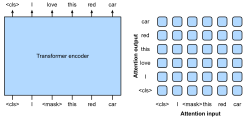 <cls> I love this red car
Transformer encoder
<cls> I <mask> this red car
car
red
this
love
I
<cls>
Attention output
<cls> I <mask> this red car
Attention input